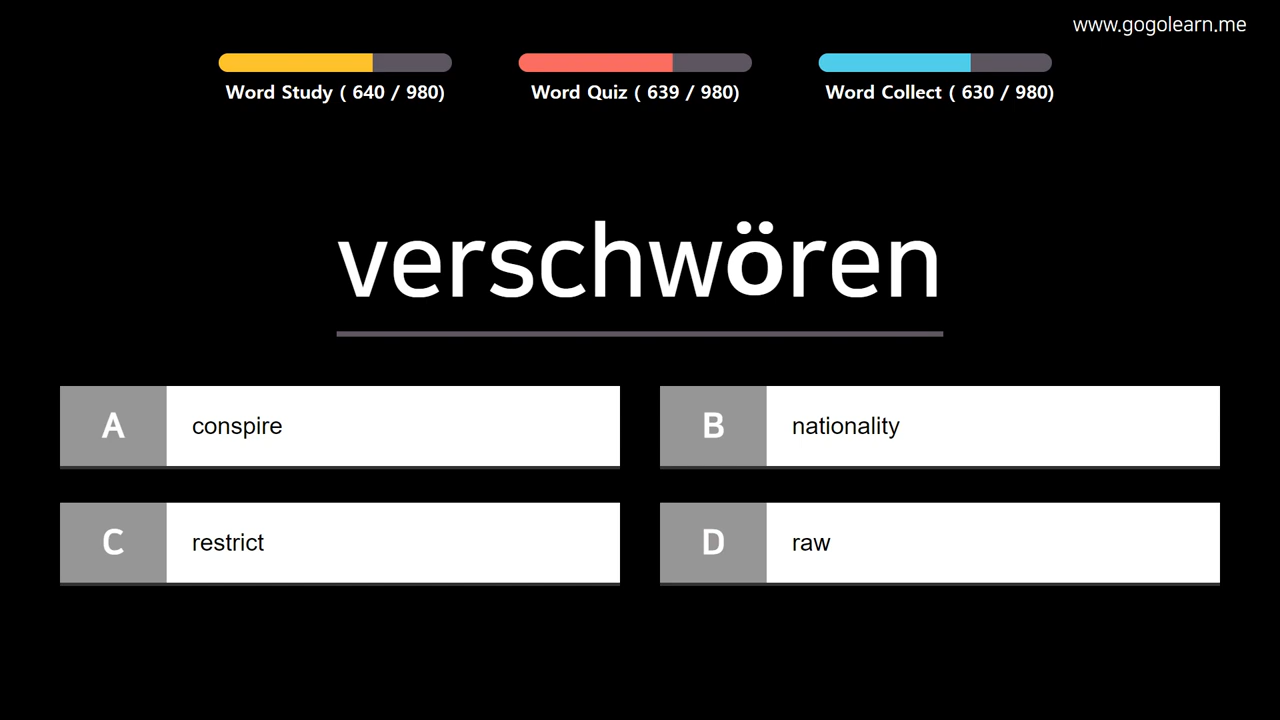 www.gogolearn.me
Word Study ( 640 / 980)
Word Quiz ( 639 / 980)
Word Collect ( 630 / 980)
verschwören
A conspire
B nationality
C restrict
D raw